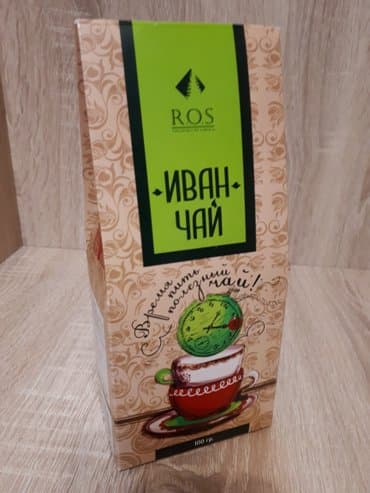 R.O.S
ИВАН
ЧАЙ
Время
пить
полезный
чай!
100 гр.